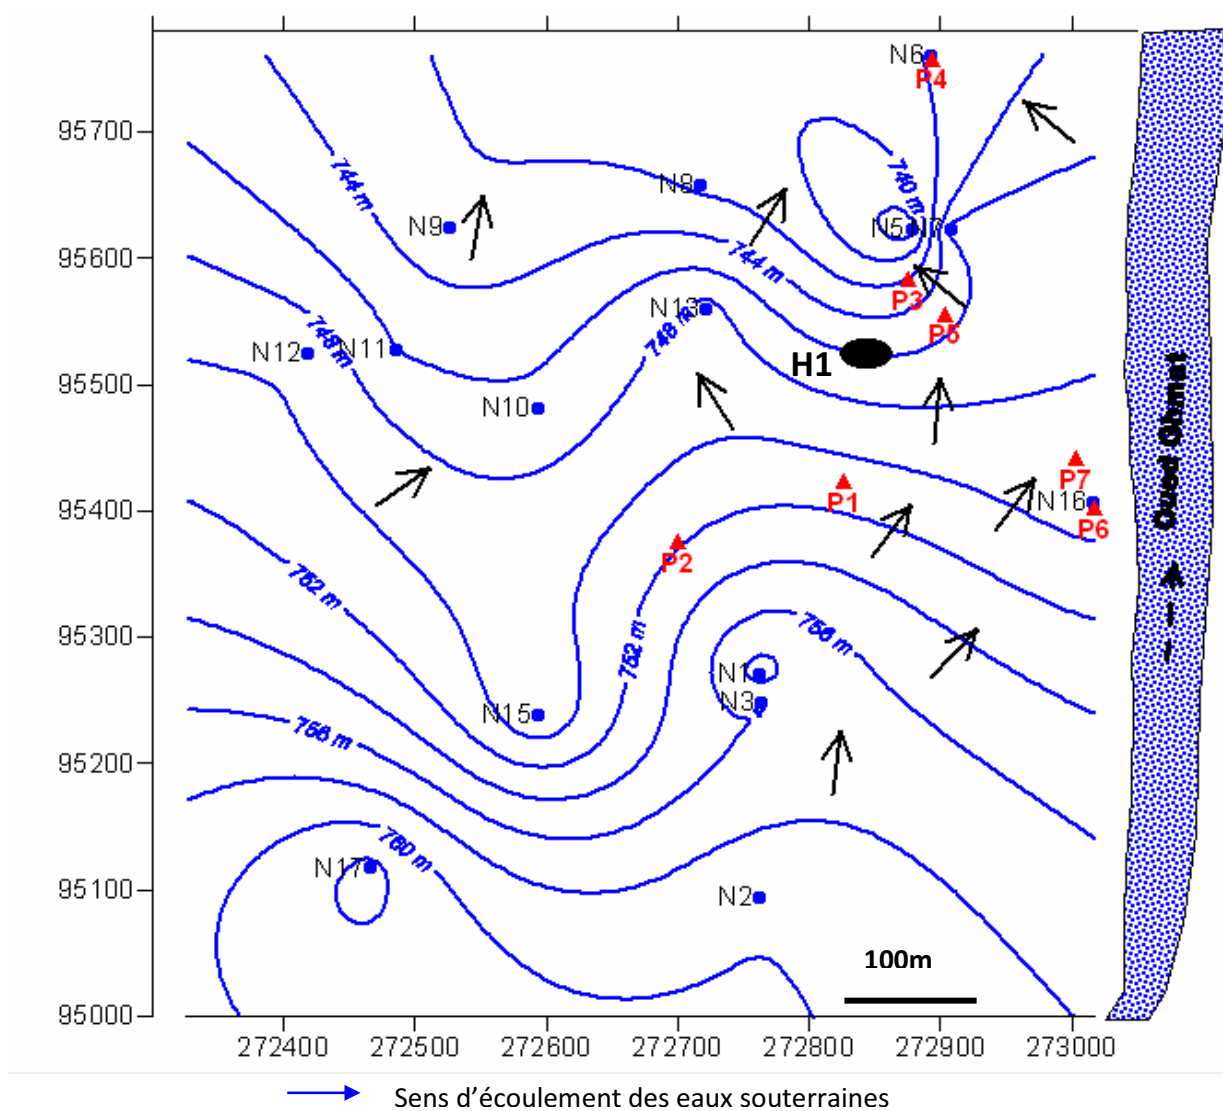 N6
P4
95700
744 m
740 m
N8
N9
N5
N7
95600
744 m
P3
N13
P5
748 m
748 m
N12
N11
H1
95500
N10
P7
P1
N16
95400
P6
P2
Oued Ghmat
752 m
95300
752 m
756 m
N1
N3
N15
756 m
95200
760 m
N17
95100
N2
100m
95000
272400
272500
272600
272700
272800
272900
273000
Sens d’écoulement des eaux souterraines